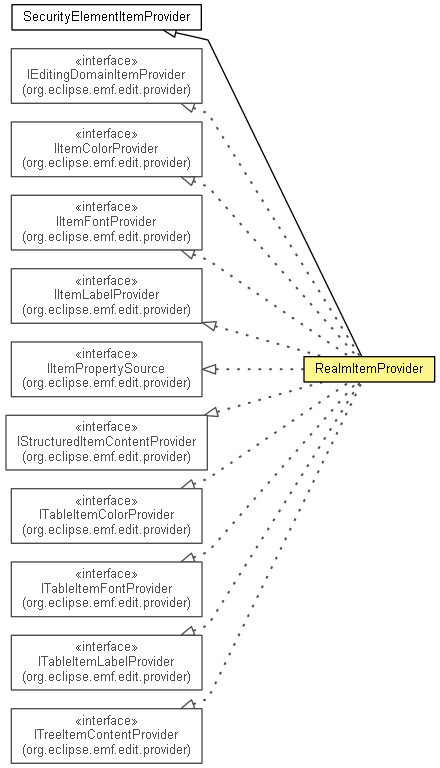 SecurityElementItemProvider
«interface»
IEditingDomainItemProvider
(org.eclipse.emf.edit.provider)
«interface»
IItemColorProvider
(org.eclipse.emf.edit.provider)
«interface»
IItemFontProvider
(org.eclipse.emf.edit.provider)
«interface»
IItemLabelProvider
(org.eclipse.emf.edit.provider)
«interface»
IItemPropertySource
(org.eclipse.emf.edit.provider)
RealmItemProvider
«interface»
IStructuredItemContentProvider
(org.eclipse.emf.edit.provider)
«interface»
ITableItemColorProvider
(org.eclipse.emf.edit.provider)
«interface»
ITableItemFontProvider
(org.eclipse.emf.edit.provider)
«interface»
ITableItemLabelProvider
(org.eclipse.emf.edit.provider)
«interface»
ITreeItemContentProvider
(org.eclipse.emf.edit.provider)